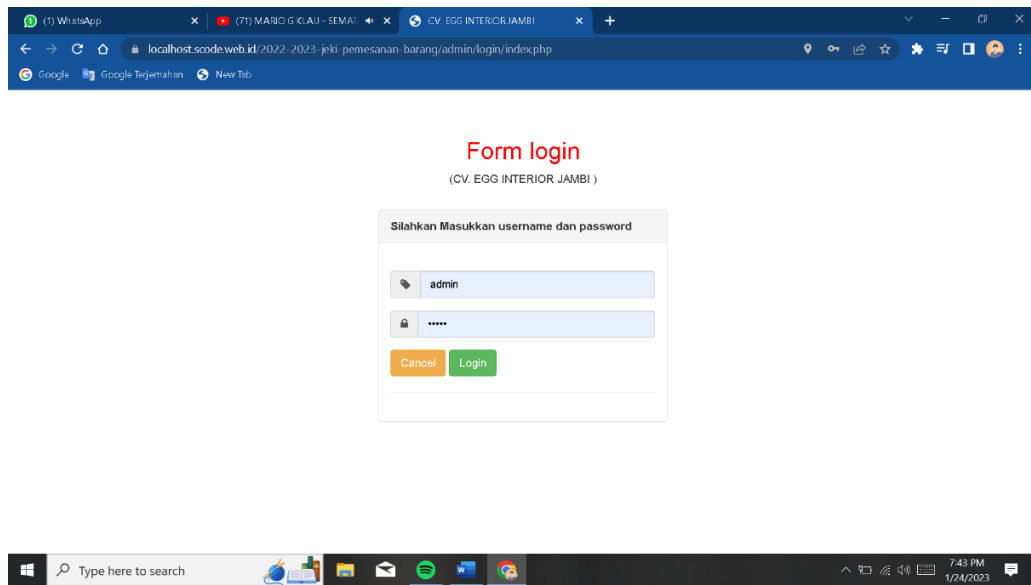 (1) WhatsApp
(71) MARIO G KLAU - SEMAT
CV. EGG INTERIOR JAMBI
localhost.scode.web.id/2022-2023-jeki-pemesanan-barang/admin/login/index.php
Google
Google Terjemahan
New Tab
Form login
(CV. EGG INTERIOR JAMBI )
Silahkan Masukkan username dan password
admin
•••••
Cancel
Login
Type here to search
7:43 PM
1/24/2023